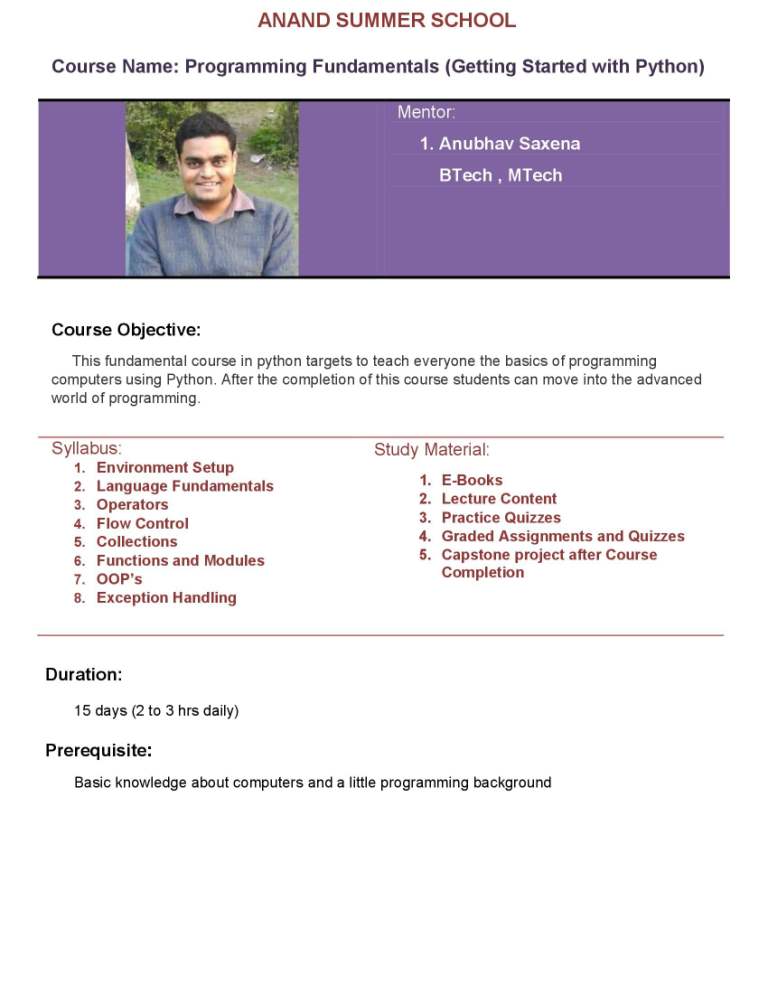 ANAND SUMMER SCHOOL
Course Name: Programming Fundamentals (Getting Started with Python)
Mentor:
1. Anubhav Saxena
BTech , MTech
Course Objective:
This fundamental course in python targets to teach everyone the basics of programming
computers using Python. After the completion of this course students can move into the advanced
world of programming.
Syllabus:
1. Environment Setup
2. Language Fundamentals
3. Operators
4. Flow Control
5. Collections
6. Functions and Modules
7. OOP's
8. Exception Handling
Study Material:
1. E-Books
2. Lecture Content
3. Practice Quizzes
4. Graded Assignments and Quizzes
5. Capstone project after Course
Completion
Duration:
15 days (2 to 3 hrs daily)
Prerequisite:
Basic knowledge about computers and a little programming background